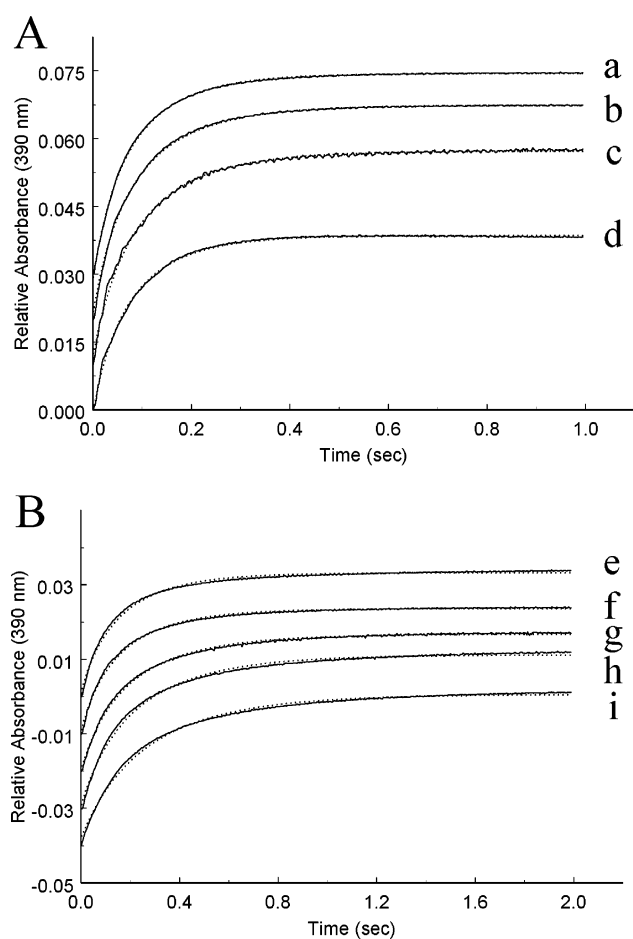 A
Relative Absorbance (390 nm)
0.075
0.060
0.045
0.030
0.015
0.000
a
b
c
d
0.0
0.2
0.4
0.6
0.8
1.0
Time (sec)
B
Relative Absorbance (390 nm)
0.03
0.01
-0.01
-0.03
-0.05
e
f
g
h
i
0.0
0.4
0.8
1.2
1.6
2.0
Time (sec)